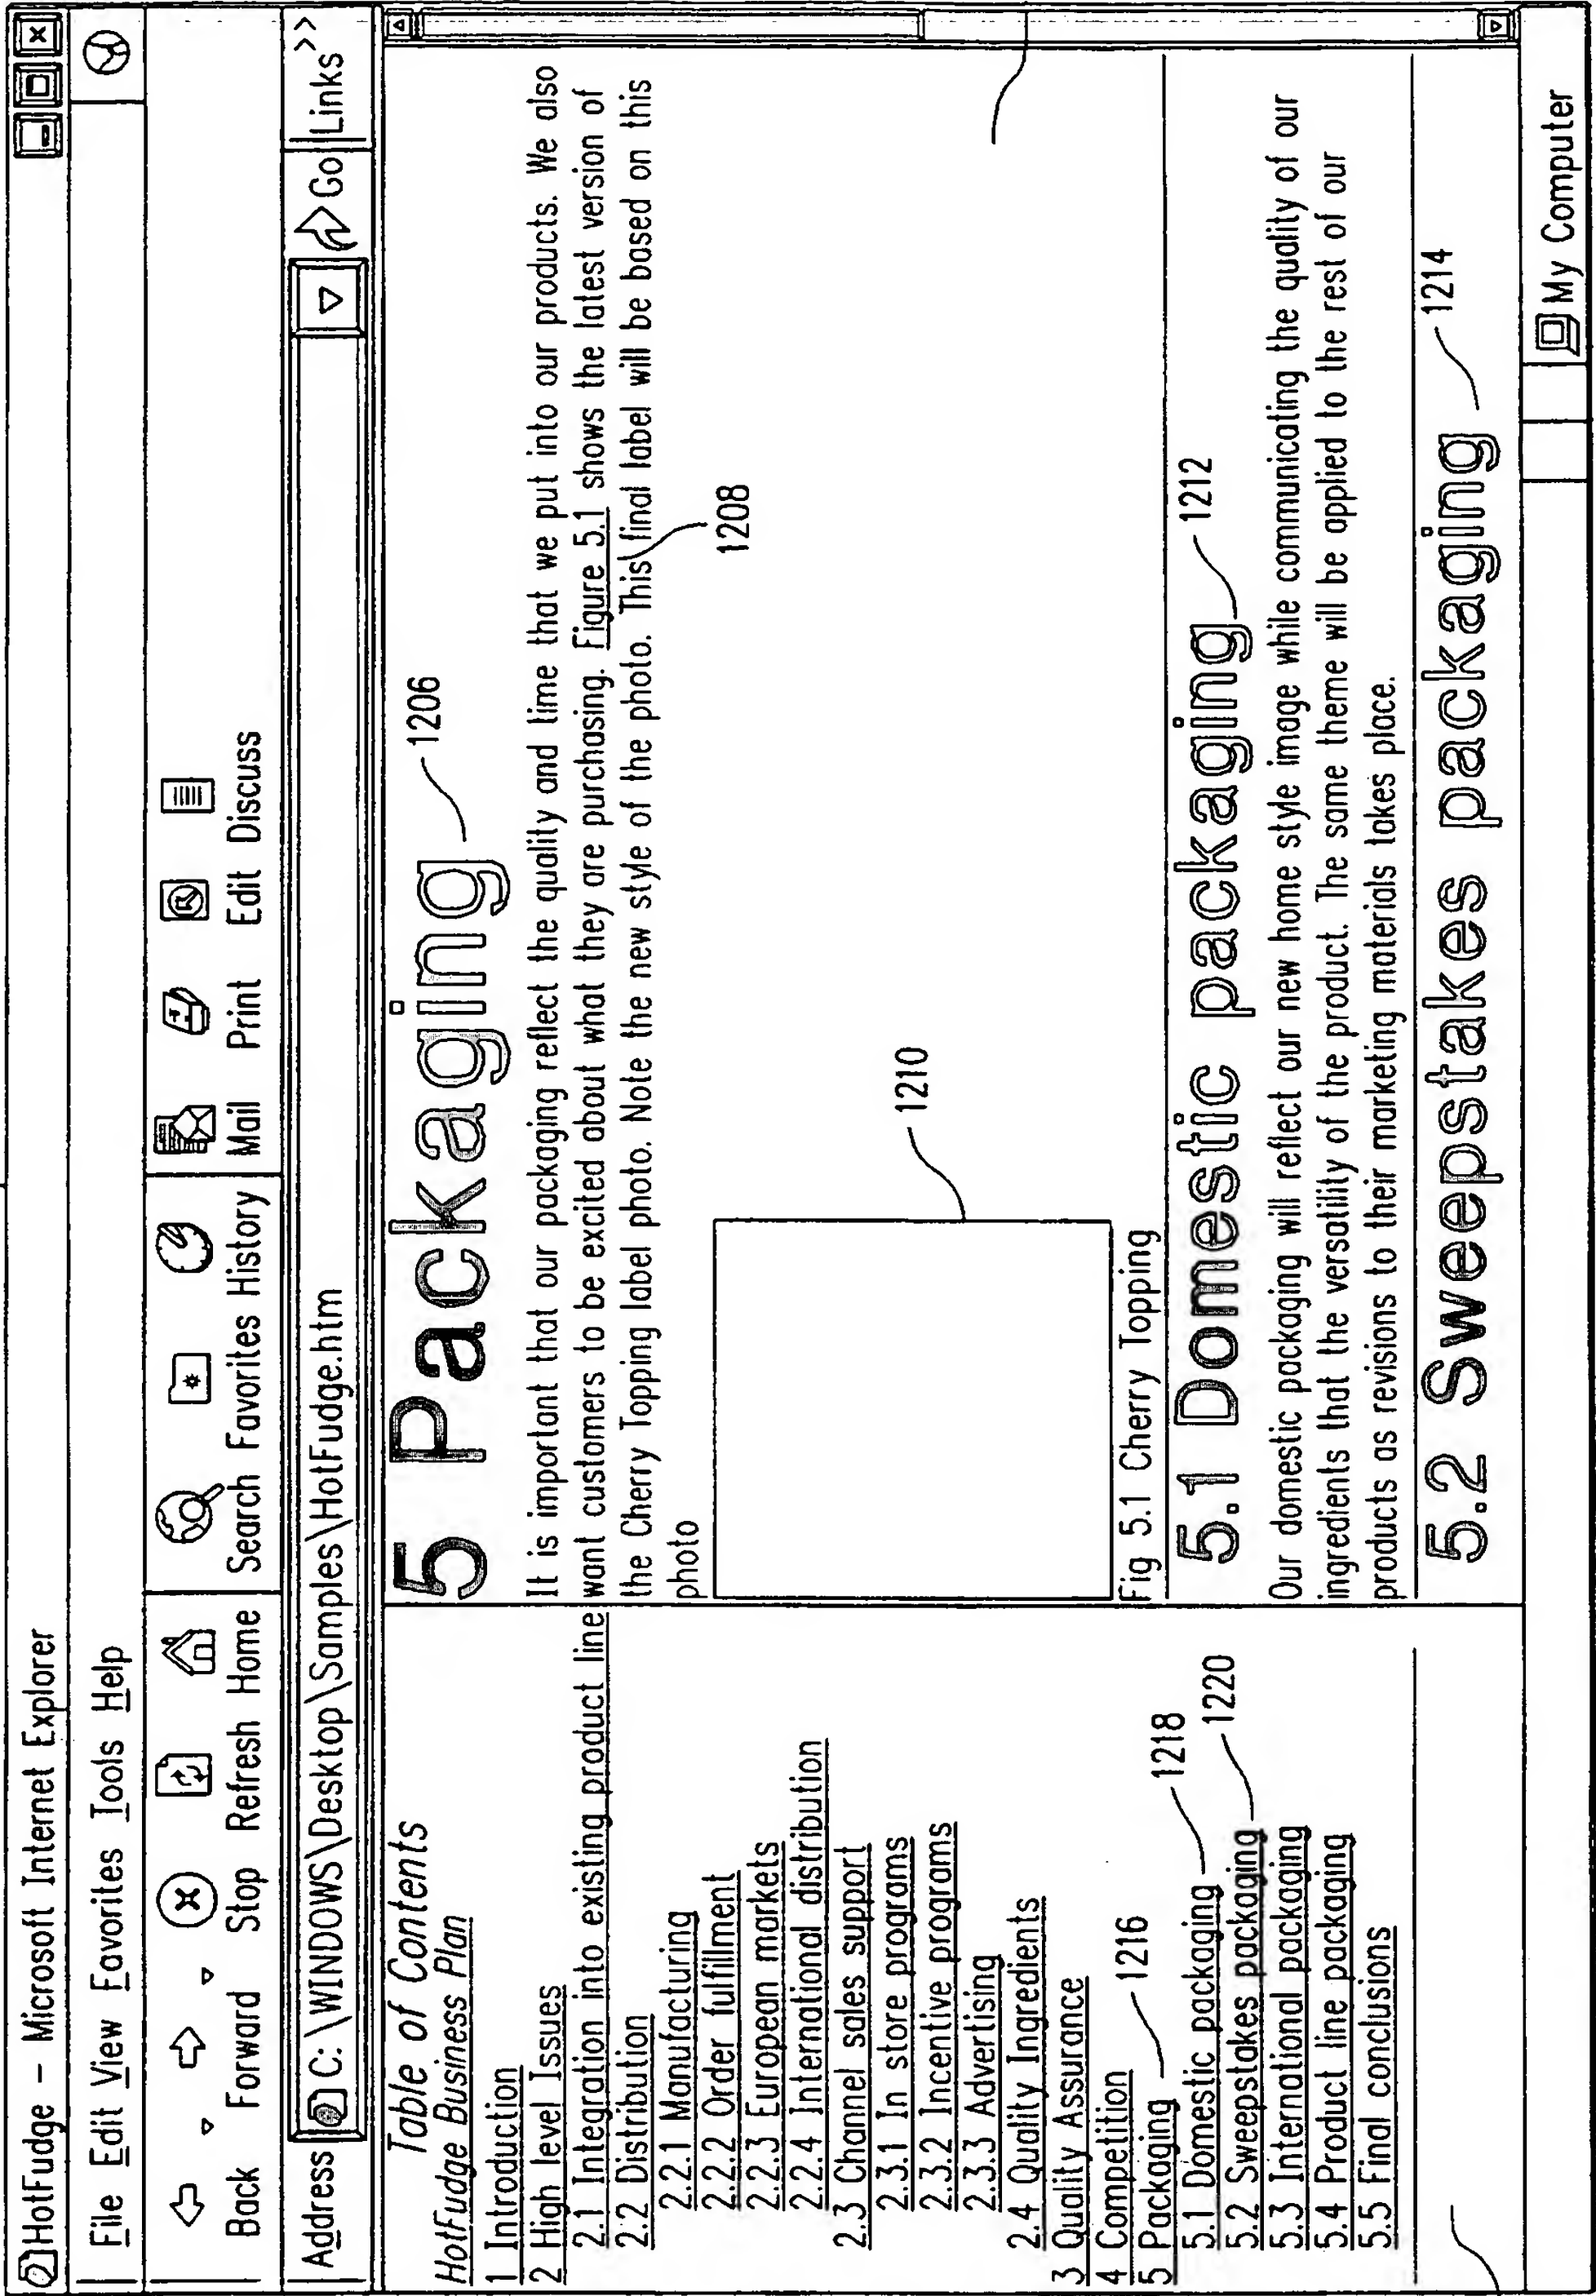 HotFudge - Microsoft Internet Explorer
File Edit View Favorites Tools Help
Back Forward Stop Refresh Home Search Favorites History Mail Print Edit Discuss
Address C: \WINDOWS\Desktop\Samples\HotFudge.htm Go Links >>
Table of Contents
HotFudge Business Plan
1 Introduction
2 High level Issues
2.1 Integration into existing product line
2.2 Distribution
2.2.1 Manufacturing
2.2.2 Order fulfillment
2.2.3 European markets
2.2.4 International distribution
2.3 Channel sales support
2.3.1 In store programs
2.3.2 Incentive programs
2.3.3 Advertising
2.4 Quality Ingredients
3 Quality Assurance
4 Competition
5 Packaging 1216
5.1 Domestic packaging 1218
5.2 Sweepstakes packaging 1220
5.3 International packaging
5.4 Product line packaging
5.5 Final conclusions
5 Packaging 1206
It is important that our packaging reflect the quality and time that we put into our products. We also
want customers to be excited about what they are purchasing. Figure 5.1 shows the latest version of
the Cherry Topping label photo. Note the new style of the photo. This final label will be based on this
photo
1208
1210
Fig 5.1 Cherry Topping
5.1 Domestic packaging 1212
Our domestic packaging will reflect our new home style image while communicating the quality of our
ingredients that the versatility of the product. The same theme will be applied to the rest of our
products as revisions to their marketing materials takes place.
5.2 Sweepstakes packaging 1214
My Computer